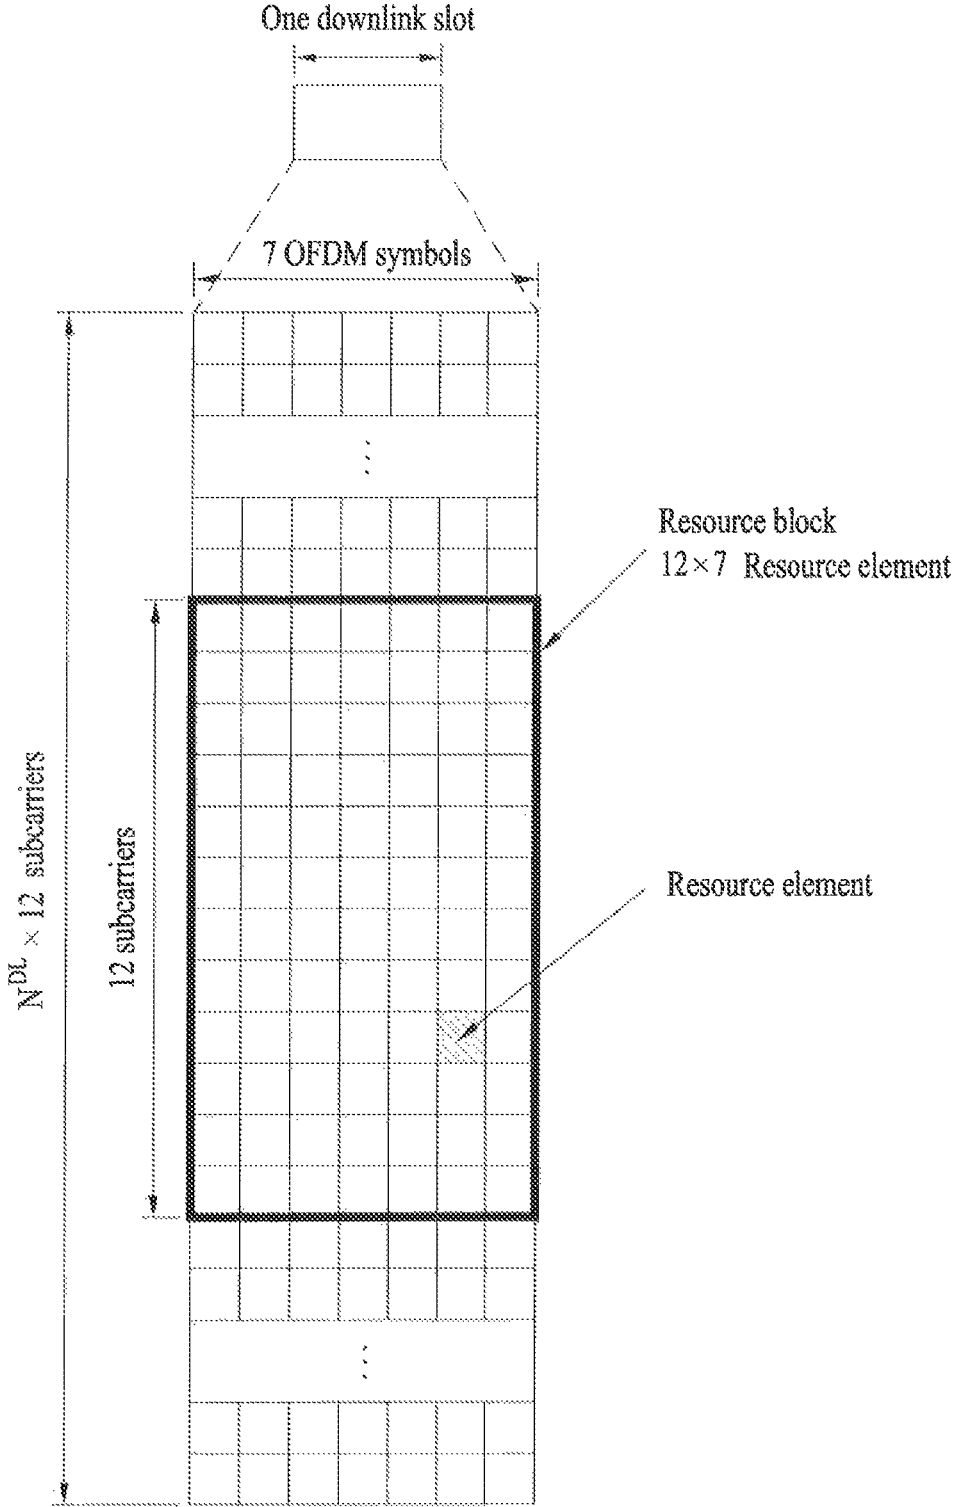 One downlink slot
7 OFDM symbols
Resource block
12×7 Resource element
N^DL × 12 subcarriers
12 subcarriers
Resource element